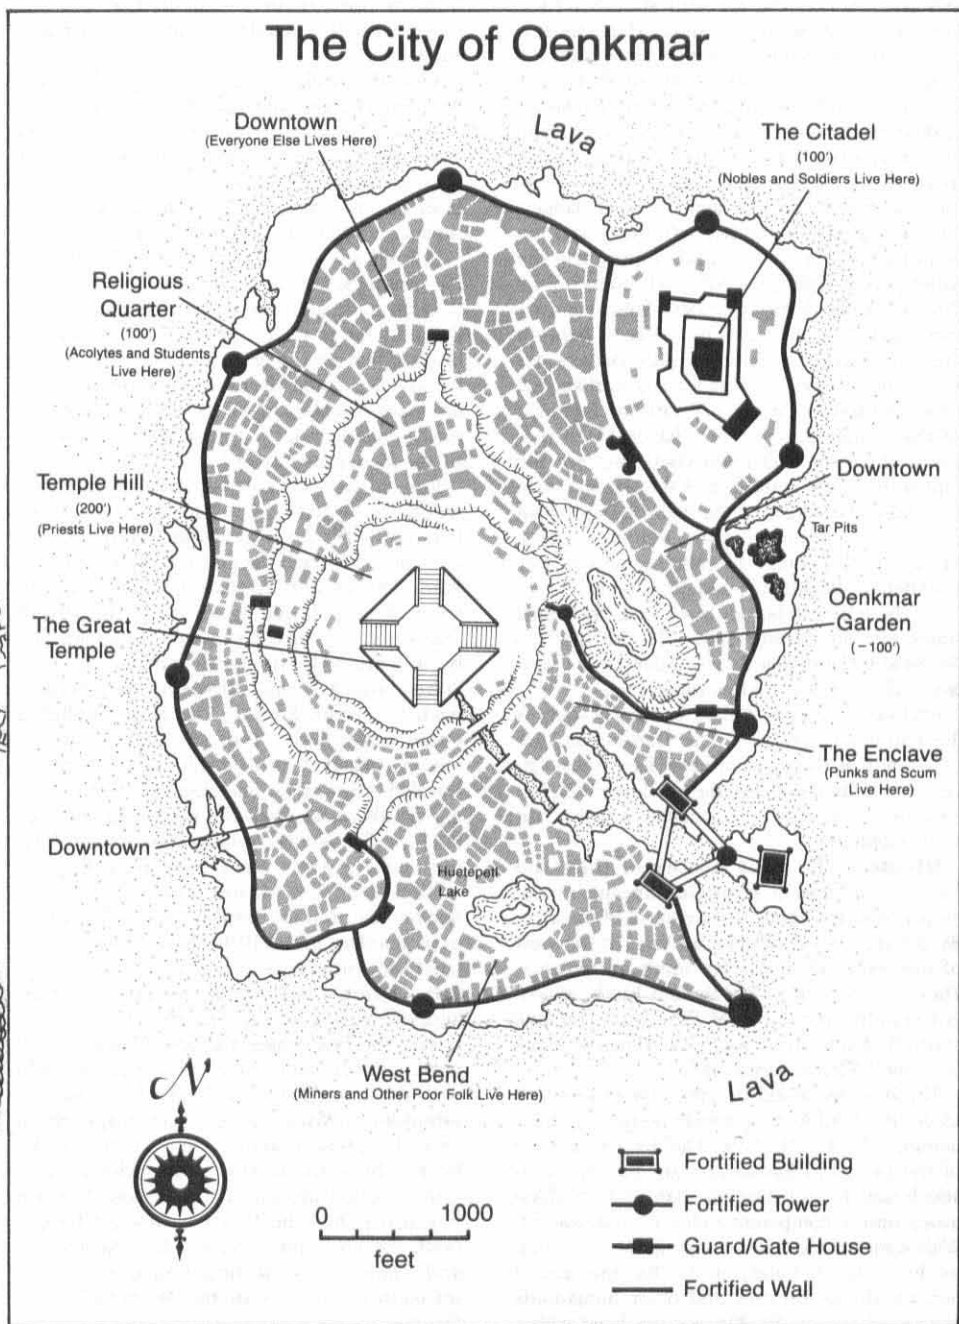 The City of Oenkmar
Downtown
(Everyone Else Lives Here)
Lava
The Citadel
(100')
(Nobles and Soldiers Live Here)
Religious
Quarter
(100')
(Acolytes and Students
Live Here)
Temple Hill
(200')
(Priests Live Here)
Downtown
Tar Pits
Oenkmar
Garden
(-100')
The Great
Temple
The Enclave
(Punks and Scum
Live Here)
Downtown
Huetepetl
Lake
West Bend
(Miners and Other Poor Folk Live Here)
Lava
N
Fortified Building
Fortified Tower
Guard/Gate House
Fortified Wall
0 1000
feet